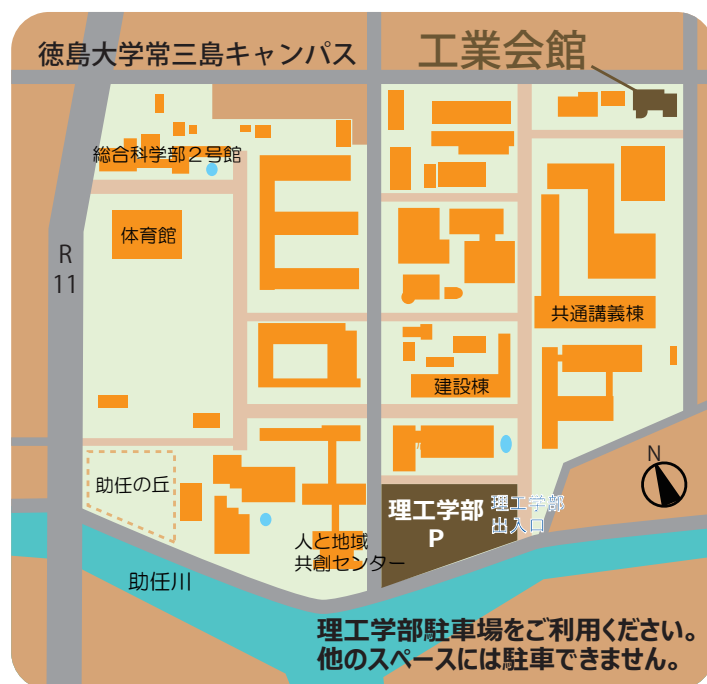 徳島大学常三島キャンパス
工業会館
総合科学部２号館
体育館
R
11
共通講義棟
建設棟
助任の丘
N
理工学部
P
理工学部
出入口
人と地域
共創センター
助任川
理工学部駐車場をご利用ください。
他のスペースには駐車できません。